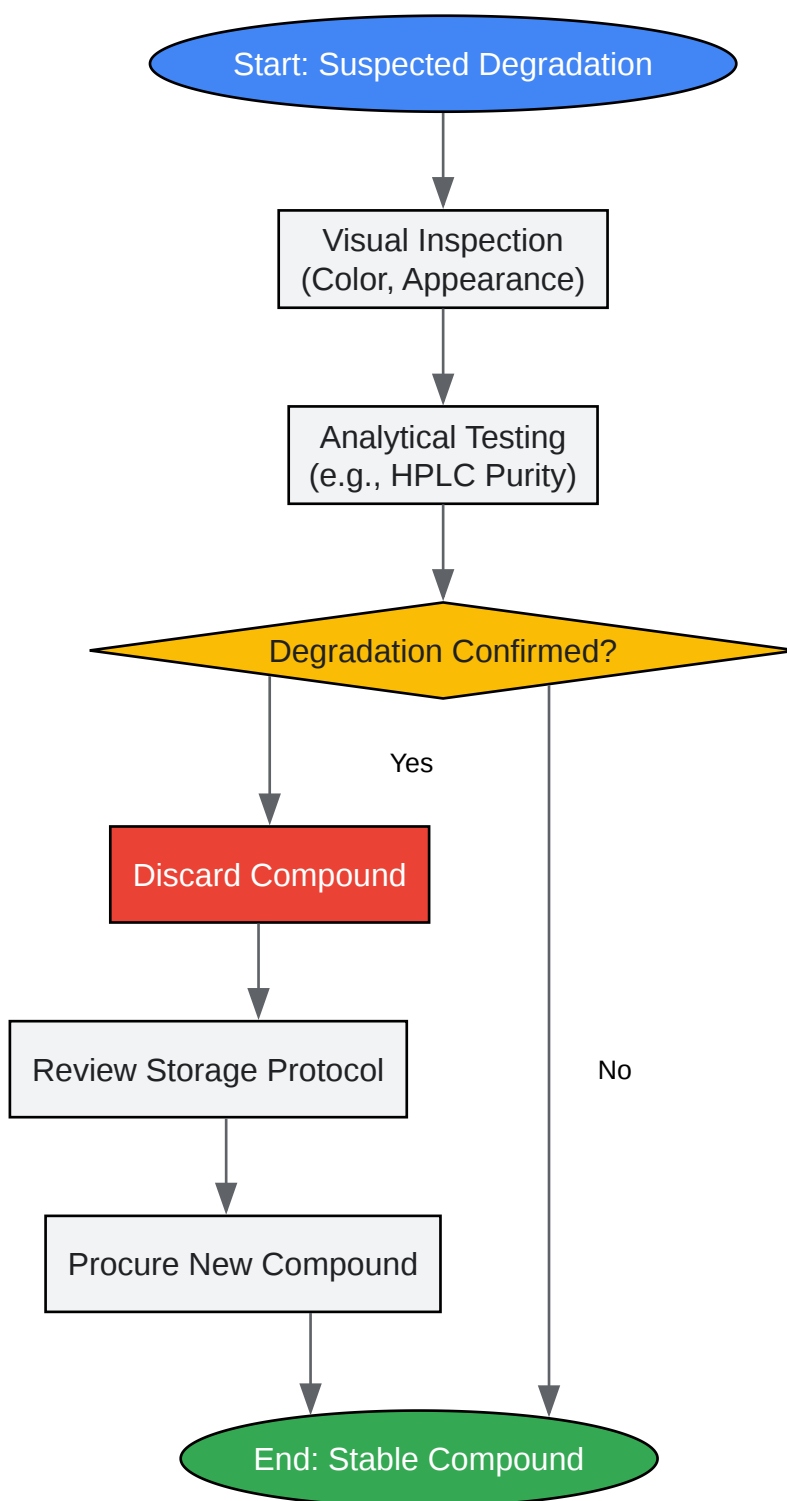 Start: Suspected Degradation
Visual Inspection
(Color, Appearance)
Analytical Testing
(e.g., HPLC Purity)
Degradation Confirmed?
Yes
Discard Compound
Review Storage Protocol
No
Procure New Compound
End: Stable Compound